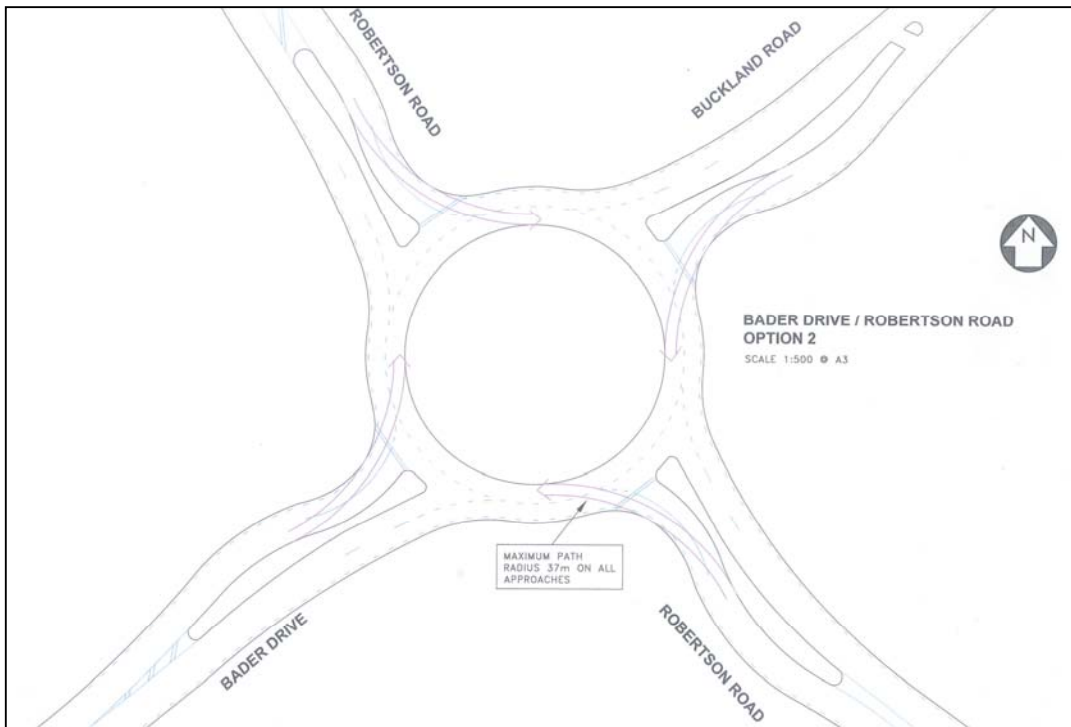 ROBERTSON ROAD
BUCKLAND ROAD
N
BADER DRIVE / ROBERTSON ROAD
OPTION 2
SCALE 1:500 @ A3
MAXIMUM PATH
RADIUS 37m ON ALL
APPROACHES
BADER DRIVE
ROBERTSON ROAD